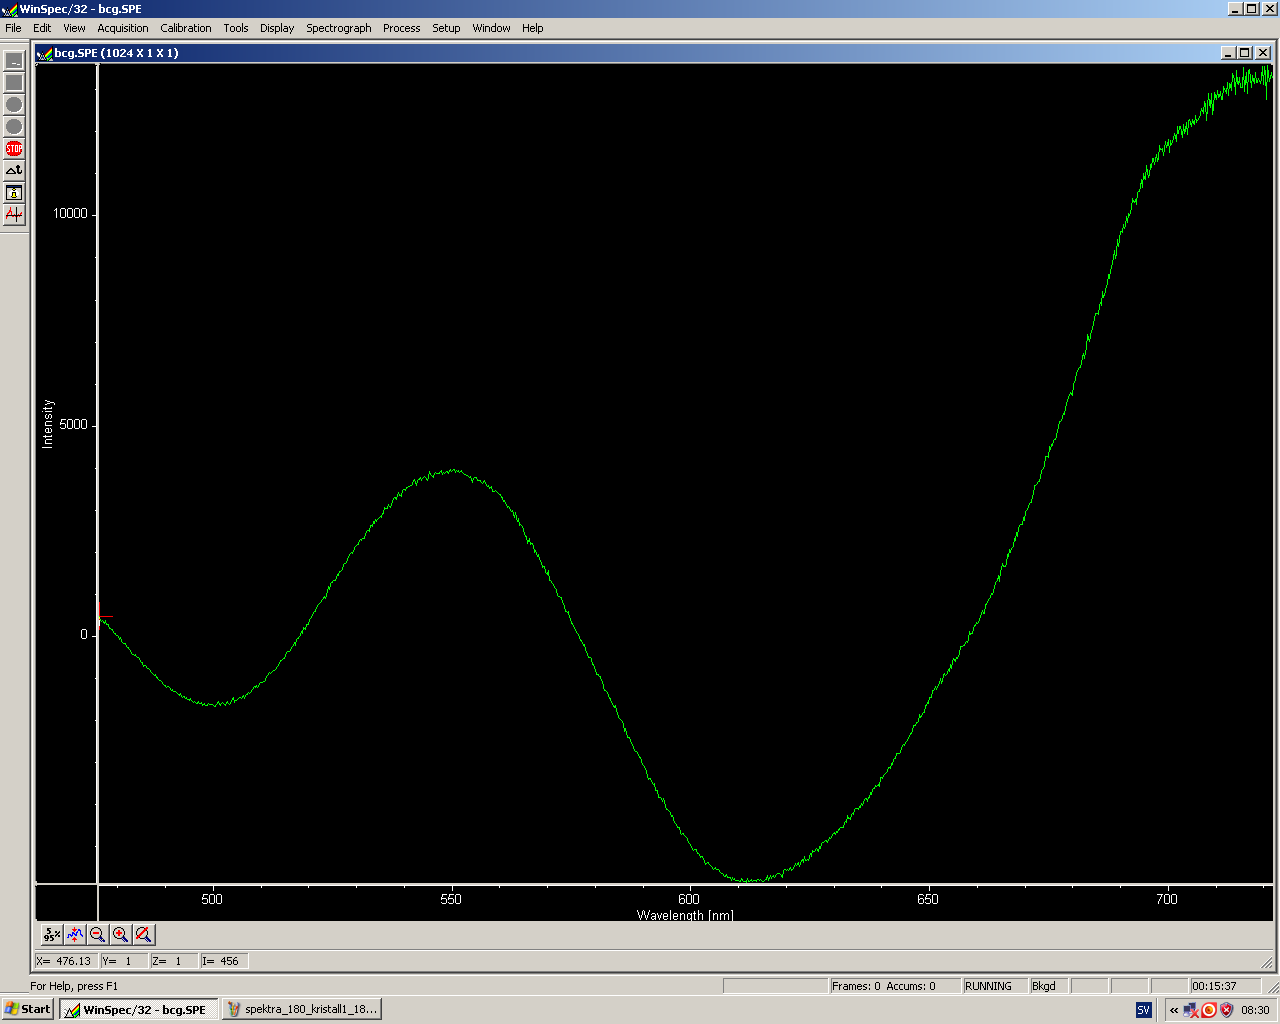 WinSpec/32 - bcg.SPE
File Edit View Acquisition Calibration Tools Display Spectrograph Process Setup Window Help
bcg.SPE (1024 X 1 X 1)
STOP
10000
5000
0
Intensity
500 550 600 650 700
Wavelength [nm]
5 95%
X= 476.13 Y= 1 Z= 1 I= 456
For Help, press F1
Frames: 0 Accums: 0 RUNNING Bkgd 00:15:37
Start WinSpec/32 - bcg.SPE spektra_180_kristall1_18... SV « 08:30